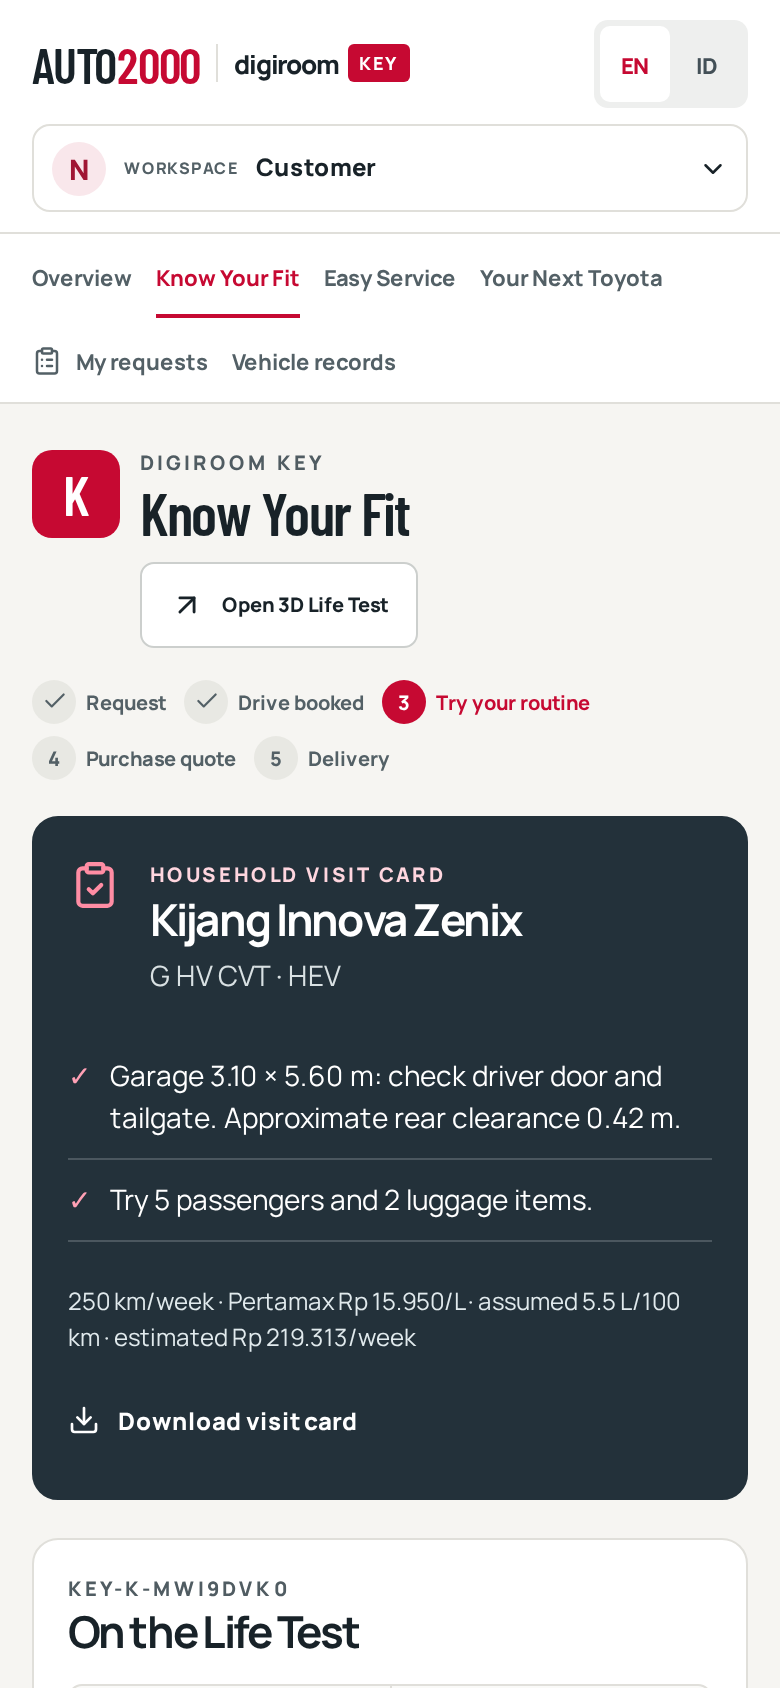 AUTO2000 digiroom KEY
EN ID
N WORKSPACE Customer
Overview Know Your Fit Easy Service Your Next Toyota
My requests Vehicle records
K
DIGIROOM KEY
Know Your Fit
Open 3D Life Test
Request Drive booked 3 Try your routine
4 Purchase quote 5 Delivery
HOUSEHOLD VISIT CARD
Kijang Innova Zenix
G HV CVT · HEV
✓ Garage 3.10 × 5.60 m: check driver door and
tailgate. Approximate rear clearance 0.42 m.
✓ Try 5 passengers and 2 luggage items.
250 km/week · Pertamax Rp 15.950/L · assumed 5.5 L/100
km · estimated Rp 219.313/week
Download visit card
KEY-K-MWI9DVK0
On the Life Test